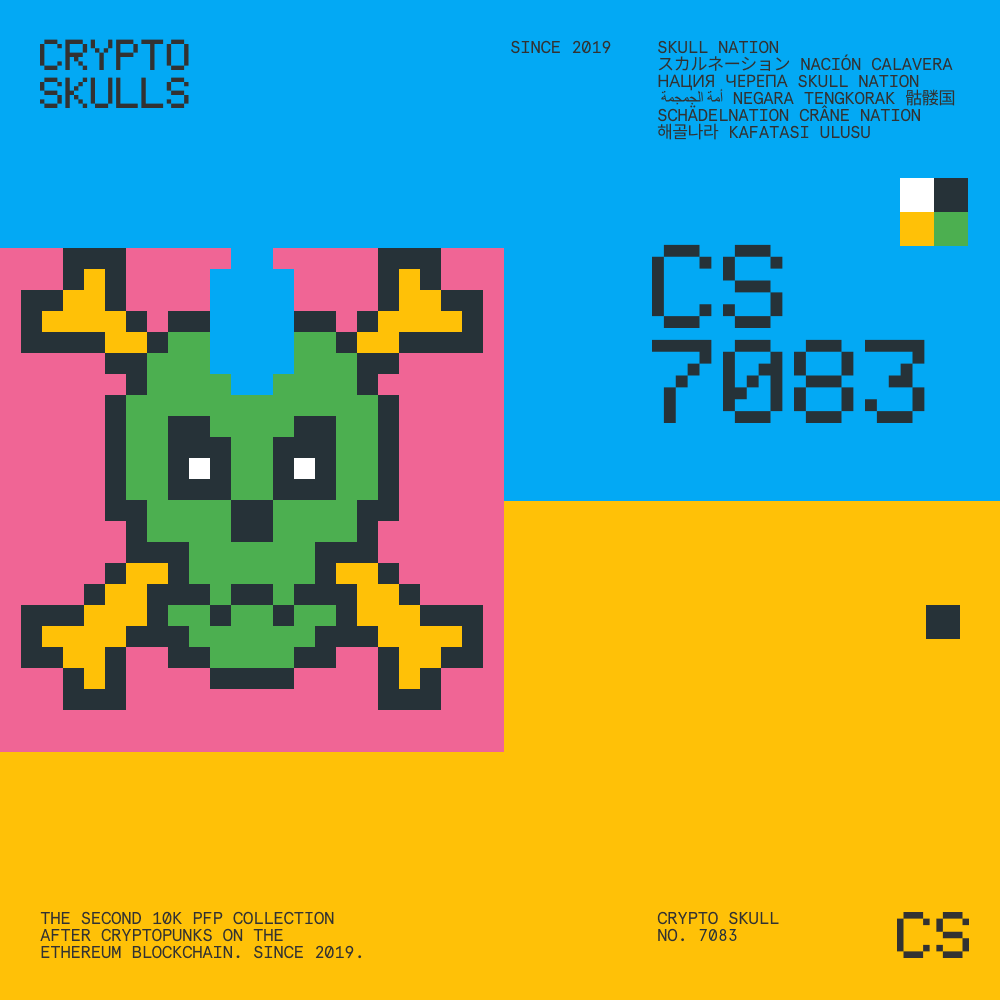 CRYPTO
SKULLS
SINCE 2019
SKULL NATION
スカルネーション NACIÓN CALAVERA
НАЦИЯ ЧЕРЕПА SKULL NATION
أمة الجمجمة NEGARA TENGKORAK 骷髅国
SCHÄDELNATION CRÂNE NATION
해골나라 KAFATASI ULUSU
CS
7083
THE SECOND 10K PFP COLLECTION
AFTER CRYPTOPUNKS ON THE
ETHEREUM BLOCKCHAIN. SINCE 2019.
CRYPTO SKULL
NO. 7083
CS